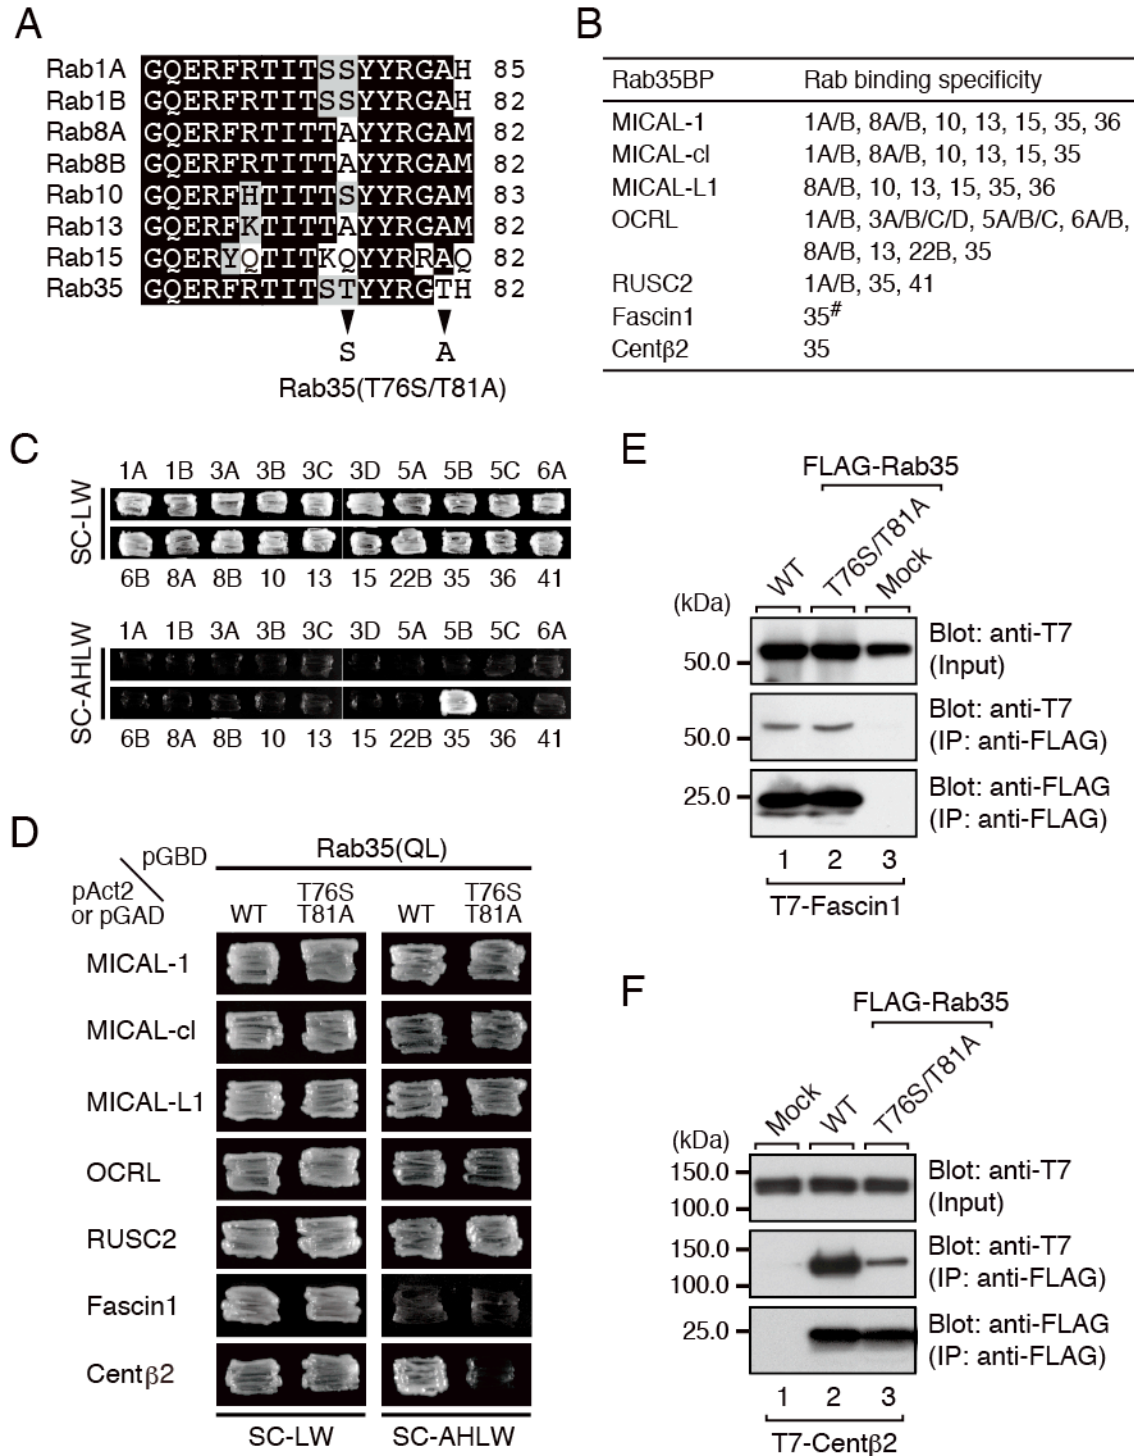 A
Rab1A GQERFRTITSSYYRGAH 85
Rab1B GQERFRTITSSYYRGAH 82
Rab8A GQERFRTITTAYYRGAM 82
Rab8B GQERFRTITTAYYRGAM 82
Rab10 GQERFHTITTSYYRGAM 83
Rab13 GQERFKTITTAYYRGAM 82
Rab15 GQERYQTITKQYYRRAQ 82
Rab35 GQERFRTITSTYYRGTH 82
S A
Rab35(T76S/T81A)
B
Rab35BP Rab binding specificity
MICAL-1 1A/B, 8A/B, 10, 13, 15, 35, 36
MICAL-cl 1A/B, 8A/B, 10, 13, 15, 35
MICAL-L1 8A/B, 10, 13, 15, 35, 36
OCRL 1A/B, 3A/B/C/D, 5A/B/C, 6A/B,
8A/B, 13, 22B, 35
RUSC2 1A/B, 35, 41
Fascin1 35#
Centβ2 35
C
1A 1B 3A 3B 3C 3D 5A 5B 5C 6A
SC-LW
6B 8A 8B 10 13 15 22B 35 36 41
1A 1B 3A 3B 3C 3D 5A 5B 5C 6A
SC-AHLW
6B 8A 8B 10 13 15 22B 35 36 41
D
pGBD
pAct2
or pGAD
Rab35(QL)
WT T76S T81A WT T76S T81A
MICAL-1
MICAL-cl
MICAL-L1
OCRL
RUSC2
Fascin1
Centβ2
SC-LW SC-AHLW
E
FLAG-Rab35
WT T76S/T81A Mock
(kDa)
50.0
Blot: anti-T7
(Input)
50.0
Blot: anti-T7
(IP: anti-FLAG)
25.0
Blot: anti-FLAG
(IP: anti-FLAG)
1 2 3
T7-Fascin1
F
FLAG-Rab35
Mock WT T76S/T81A
(kDa)
150.0
100.0
Blot: anti-T7
(Input)
150.0
100.0
Blot: anti-T7
(IP: anti-FLAG)
25.0
Blot: anti-FLAG
(IP: anti-FLAG)
1 2 3
T7-Centβ2